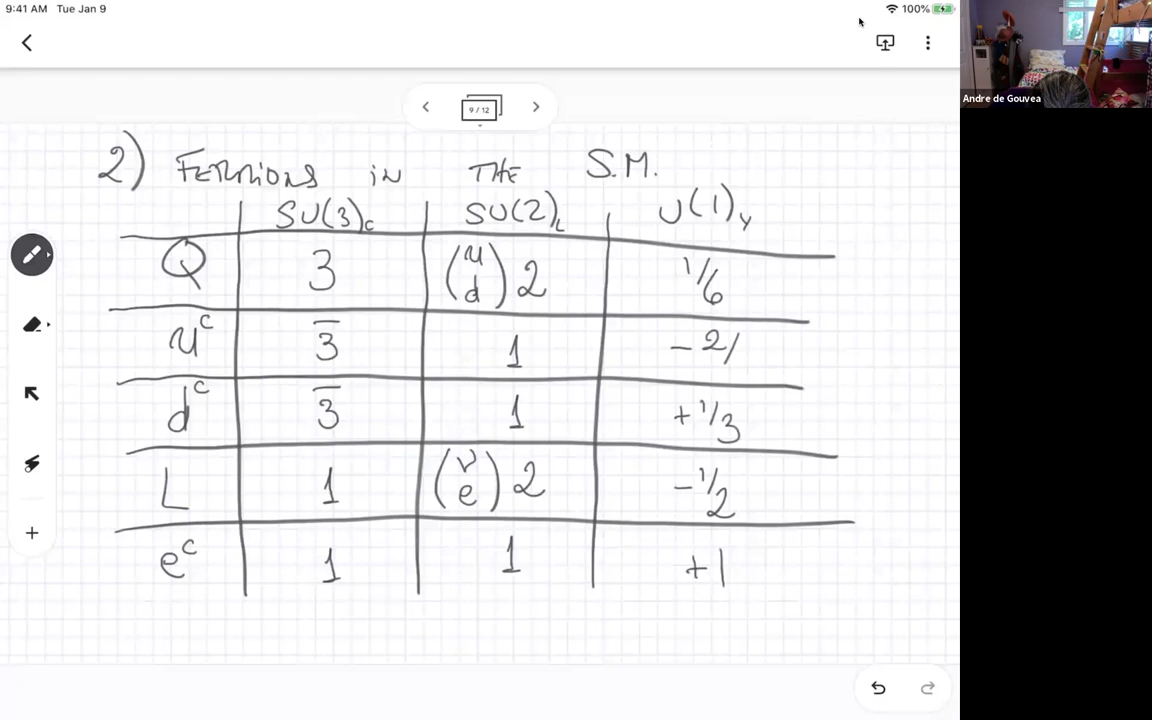 9:41 AM Tue Jan 9
100%
Andre de Gouvea
9 / 12
2) FERMIONS IN THE S.M.
SU(3)c SU(2)L U(1)Y
Q 3 (u d) 2 1/6
u^c 3̅ 1 -2/
d^c 3̅ 1 +1/3
L 1 (ν e) 2 -1/2
e^c 1 1 +1